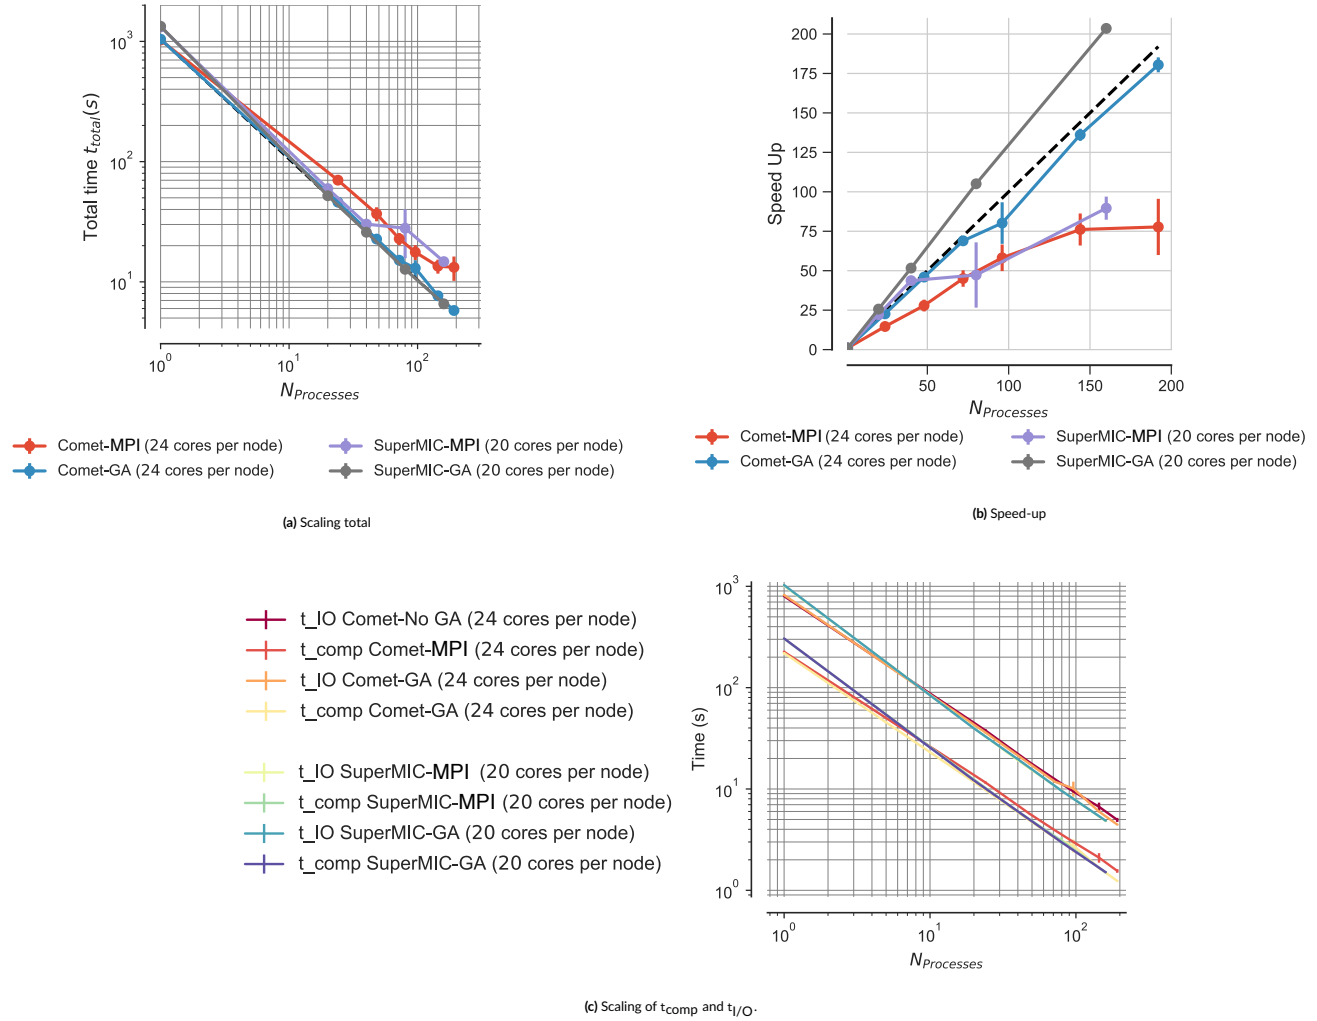 10³
10²
10¹
Total time t_total(s)
10⁰ 10¹ 10²
N_Processes
Comet-MPI (24 cores per node)
Comet-GA (24 cores per node)
SuperMIC-MPI (20 cores per node)
SuperMIC-GA (20 cores per node)
(a) Scaling total
200
175
150
125
100
75
50
25
0
Speed Up
50 100 150 200
N_Processes
Comet-MPI (24 cores per node)
Comet-GA (24 cores per node)
SuperMIC-MPI (20 cores per node)
SuperMIC-GA (20 cores per node)
(b) Speed-up
t_IO Comet-No GA (24 cores per node)
t_comp Comet-MPI (24 cores per node)
t_IO Comet-GA (24 cores per node)
t_comp Comet-GA (24 cores per node)
t_IO SuperMIC-MPI (20 cores per node)
t_comp SuperMIC-MPI (20 cores per node)
t_IO SuperMIC-GA (20 cores per node)
t_comp SuperMIC-GA (20 cores per node)
10³
10²
10¹
10⁰
Time (s)
10⁰ 10¹ 10²
N_Processes
(c) Scaling of t_comp and t_I/O.